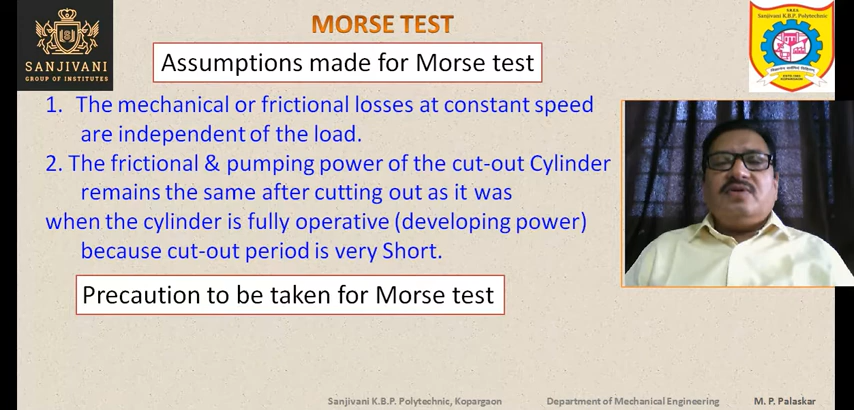 MORSE TEST
SANJIVANI
GROUP OF INSTITUTES
Sanjivani K.B.P. Polytechnic
Assumptions made for Morse test
1. The mechanical or frictional losses at constant speed
are independent of the load.
2. The frictional & pumping power of the cut-out Cylinder
remains the same after cutting out as it was
when the cylinder is fully operative (developing power)
because cut-out period is very Short.
Precaution to be taken for Morse test
Sanjivani K.B.P. Polytechnic, Kopargaon Department of Mechanical Engineering M. P. Palaskar